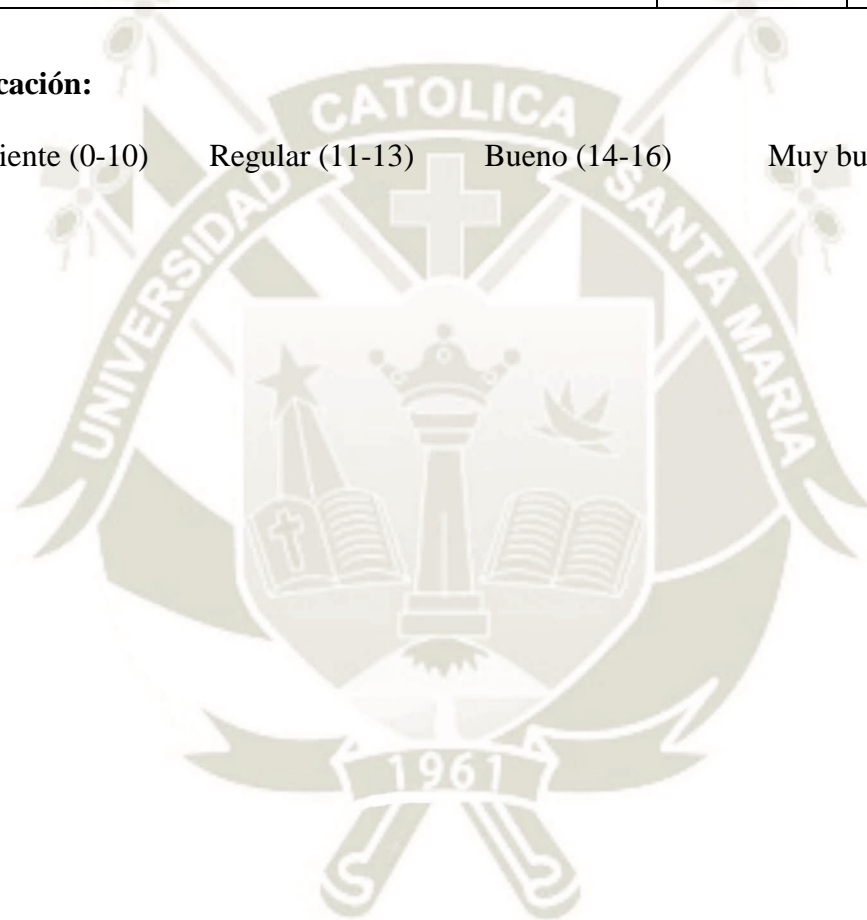 cación:
iente (0-10) Regular (11-13) Bueno (14-16) Muy bu
UNIVERSIDAD CATOLICA SANTA MARIA
1961